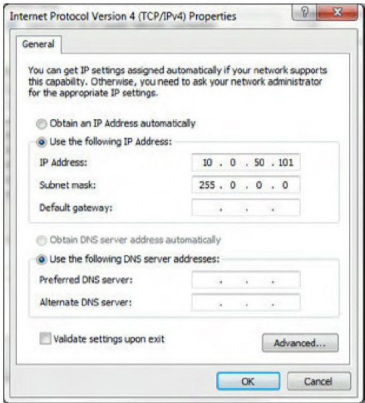 Internet Protocol Version 4 (TCP/IPv4) Properties
General
You can get IP settings assigned automatically if your network supports
this capability. Otherwise, you need to ask your network administrator
for the appropriate IP settings.
Obtain an IP Address automatically
Use the following IP Address:
IP Address: 10 . 0 . 50 . 101
Subnet mask: 255 . 0 . 0 . 0
Default gateway: . . .
Obtain DNS server address automatically
Use the following DNS server addresses:
Preferred DNS server: . . .
Alternate DNS server: . . .
Validate settings upon exit
Advanced...
OK Cancel